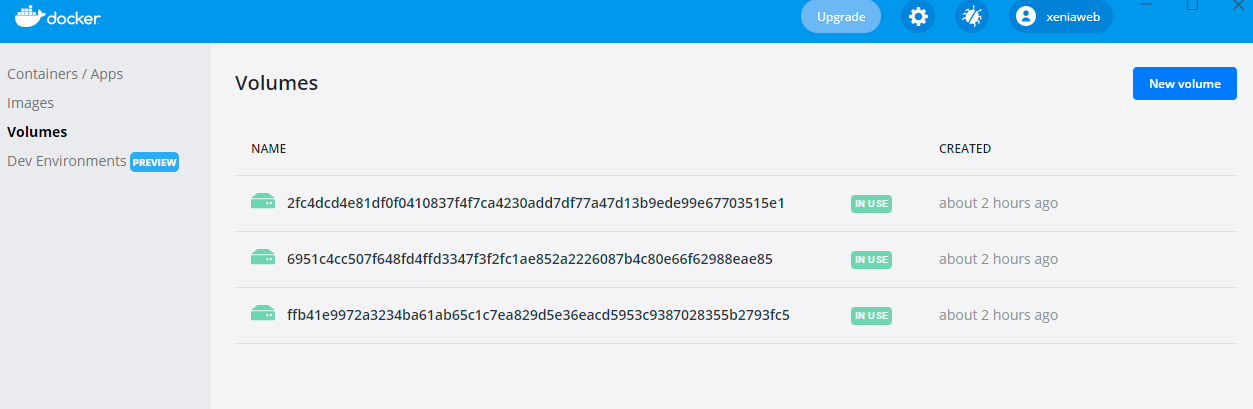 docker
Upgrade
xeniaweb
Containers / Apps
Images
Volumes
Dev Environments PREVIEW
Volumes
New volume
NAME CREATED
2fc4dcd4e81df0f0410837f4f7ca4230add7df77a47d13b9ede99e67703515e1 IN USE about 2 hours ago
6951c4cc507f648fd4ffd3347f3f2fc1ae852a2226087b4c80e66f62988eae85 IN USE about 2 hours ago
ffb41e9972a3234ba61ab65c1c7ea829d5e36eacd5953c9387028355b2793fc5 IN USE about 2 hours ago